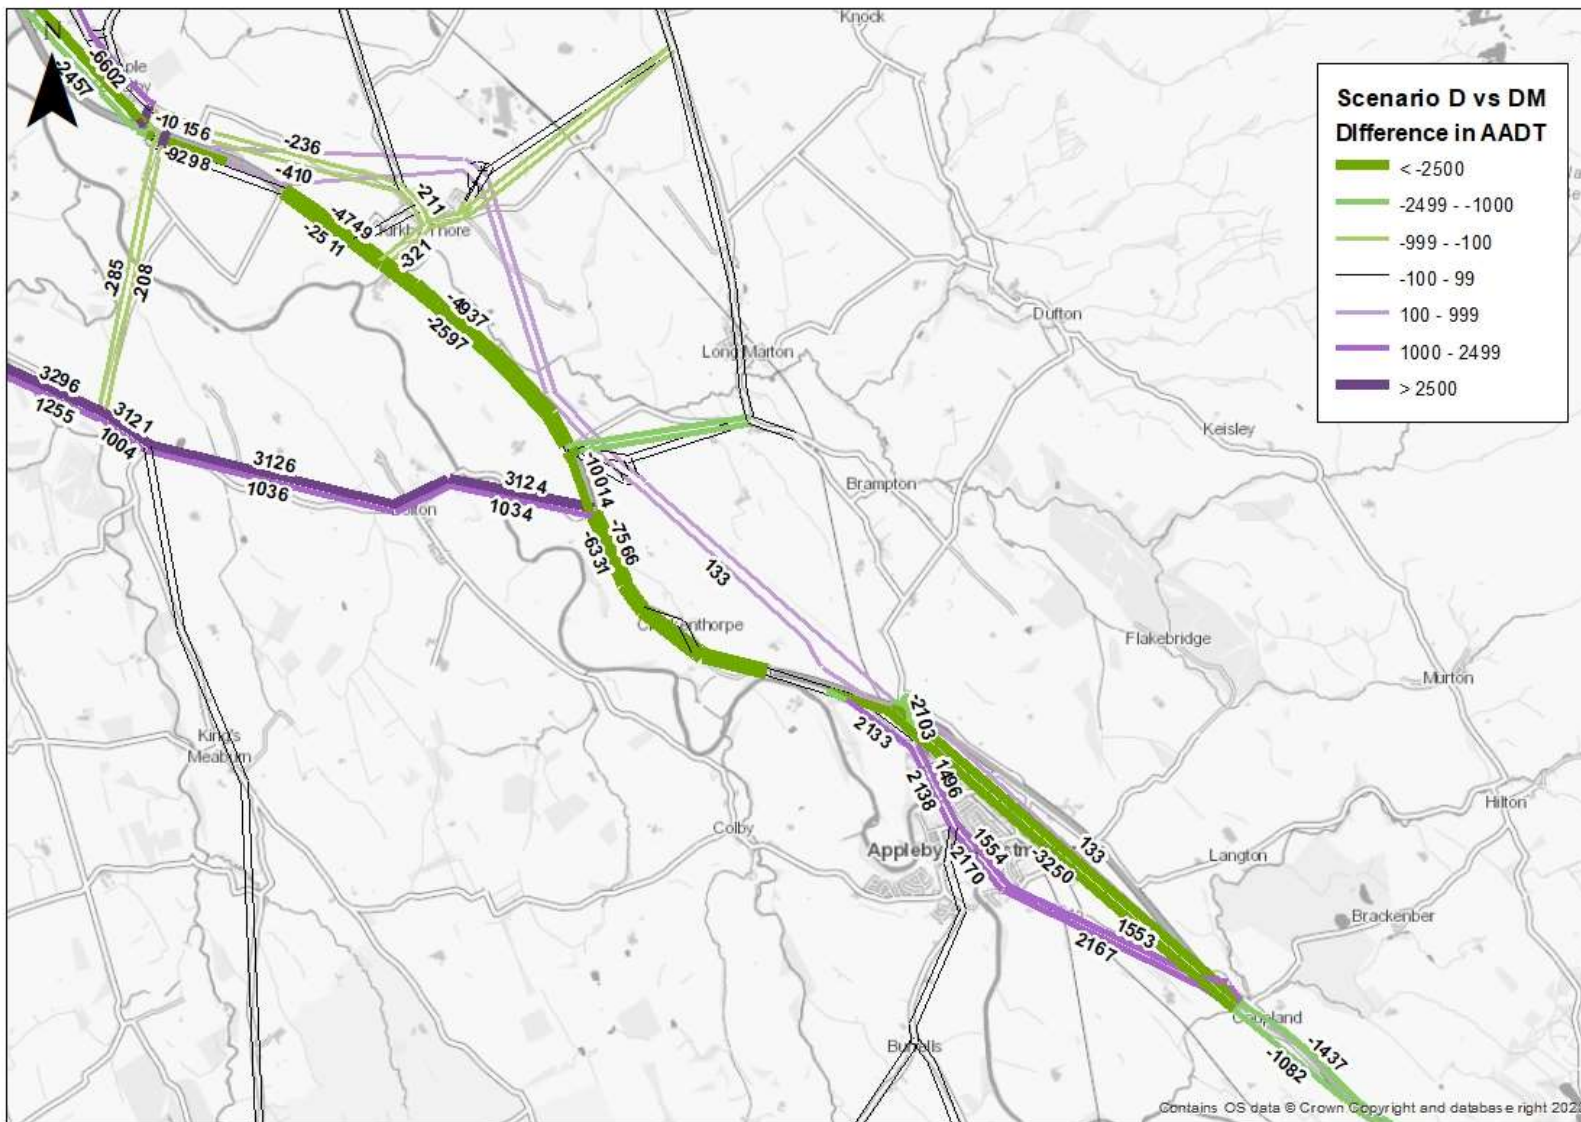 Knock
N
-6602
-2457
-10156
-9298
-236
-410
-211
-4749
-2511
-321
-285
-208
-4937
-2597
Dufton
Long Marton
3296
1255
3121
1004
3126
1036
3124
1034
-10014
-7566
-6331
Keisley
Brampton
133
Flakebridge
Murton
King's
Meaburn
-2103
2133
2138
1496
Hilton
Colby
Appleby
1554
-2170
-3250
133
Langton
Brackenber
1553
2167
-1437
-1082
Scenario D vs DM
DIfference in AADT
< -2500
-2499 - -1000
-999 - -100
-100 - 99
100 - 999
1000 - 2499
> 2500
Contains OS data © Crown Copyright and database right 202